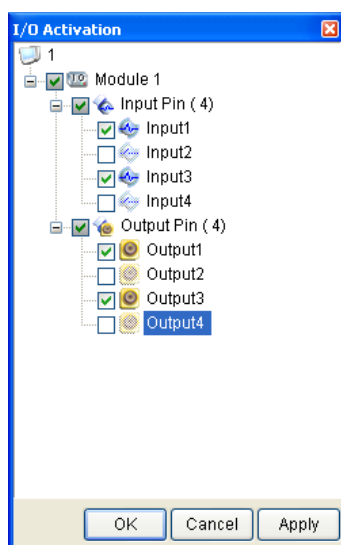 I/O Activation
1
Module 1
Input Pin ( 4)
Input1
Input2
Input3
Input4
Output Pin ( 4)
Output1
Output2
Output3
Output4
OK Cancel Apply